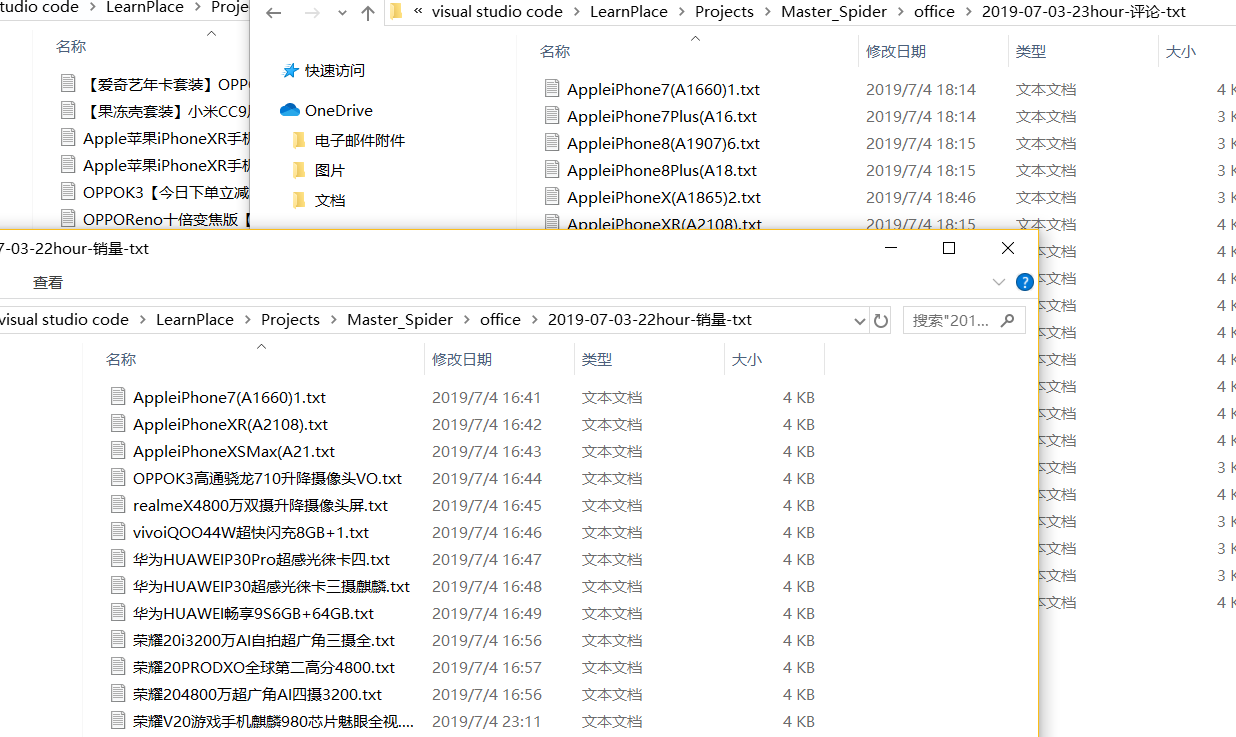 tudio code > LearnPlace > Proje
名称
【爱奇艺年卡套装】OPP
【果冻壳套装】小米CC9
Apple苹果iPhoneXR手机
Apple苹果iPhoneXR手机
OPPOK3【今日下单立减
OPPOReno十倍变焦版【
« visual studio code > LearnPlace > Projects > Master_Spider > office > 2019-07-03-23hour-评论-txt
快速访问
OneDrive
电子邮件附件
图片
文档
名称 修改日期 类型 大小
AppleiPhone7(A1660)1.txt 2019/7/4 18:14 文本文档 4 K
AppleiPhone7Plus(A16.txt 2019/7/4 18:14 文本文档 3 K
AppleiPhone8(A1907)6.txt 2019/7/4 18:15 文本文档 3 K
AppleiPhone8Plus(A18.txt 2019/7/4 18:15 文本文档 3 K
AppleiPhoneX(A1865)2.txt 2019/7/4 18:46 文本文档 3 K
AppleiPhoneXR(A2108).txt 2019/7/4 18:15 文本文档 4 K
本文档 4 K
本文档 4 K
本文档 4 K
本文档 4 K
本文档 4 K
本文档 4 K
本文档 4 K
本文档 4 K
本文档 3 K
本文档 4 K
本文档 3 K
本文档 3 K
本文档 3 K
本文档 4 K
7-03-22hour-销量-txt
查看
visual studio code > LearnPlace > Projects > Master_Spider > office > 2019-07-03-22hour-销量-txt 搜索"201...
名称 修改日期 类型 大小
AppleiPhone7(A1660)1.txt 2019/7/4 16:41 文本文档 4 KB
AppleiPhoneXR(A2108).txt 2019/7/4 16:42 文本文档 4 KB
AppleiPhoneXSMax(A21.txt 2019/7/4 16:43 文本文档 4 KB
OPPOK3高通骁龙710升降摄像头VO.txt 2019/7/4 16:44 文本文档 4 KB
realmeX4800万双摄升降摄像头屏.txt 2019/7/4 16:45 文本文档 4 KB
vivoiQOO44W超快闪充8GB+1.txt 2019/7/4 16:46 文本文档 4 KB
华为HUAWEIP30Pro超感光徕卡四.txt 2019/7/4 16:47 文本文档 4 KB
华为HUAWEIP30超感光徕卡三摄麒麟.txt 2019/7/4 16:48 文本文档 4 KB
华为HUAWEI畅享9S6GB+64GB.txt 2019/7/4 16:49 文本文档 4 KB
荣耀20i3200万AI自拍超广角三摄全.txt 2019/7/4 16:56 文本文档 4 KB
荣耀20PRODXO全球第二高分4800.txt 2019/7/4 16:57 文本文档 4 KB
荣耀204800万超广角AI四摄3200.txt 2019/7/4 16:56 文本文档 4 KB
荣耀V20游戏手机麒麟980芯片魅眼全视.... 2019/7/4 23:11 文本文档 4 KB